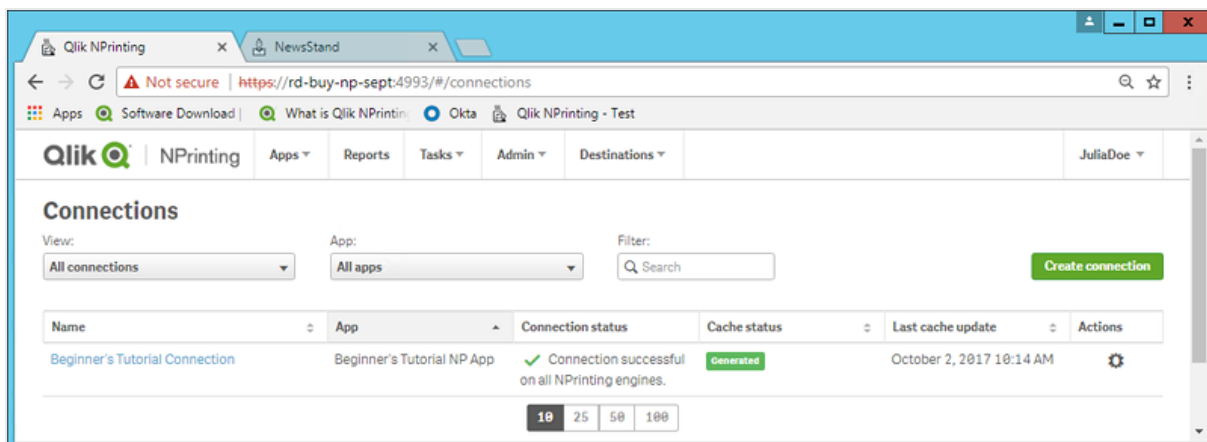 Qlik NPrinting
NewsStand
Not secure | https://rd-buy-np-sept:4993/#/connections
Apps Software Download | What is Qlik NPrintin Okta Qlik NPrinting - Test
Qlik NPrinting Apps Reports Tasks Admin Destinations JuliaDoe
Connections
View: App: Filter:
All connections All apps Search Create connection
Name App Connection status Cache status Last cache update Actions
Beginner's Tutorial Connection Beginner's Tutorial NP App Connection successful Generated October 2, 2017 10:14 AM
on all NPrinting engines.
10 25 50 100